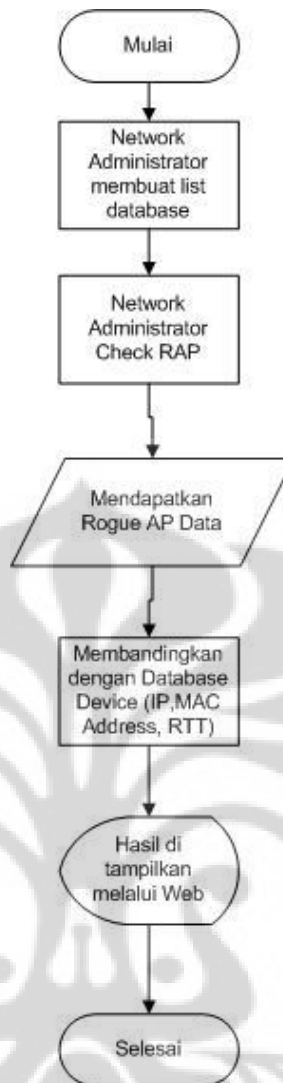 Mulai
Network
Administrator
membuat list
database
Network
Administrator
Check RAP
Mendapatkan
Rogue AP Data
Membandingkan
dengan Database
Device (IP,MAC
Address, RTT)
Hasil di
tampilkan
melalui Web
Selesai